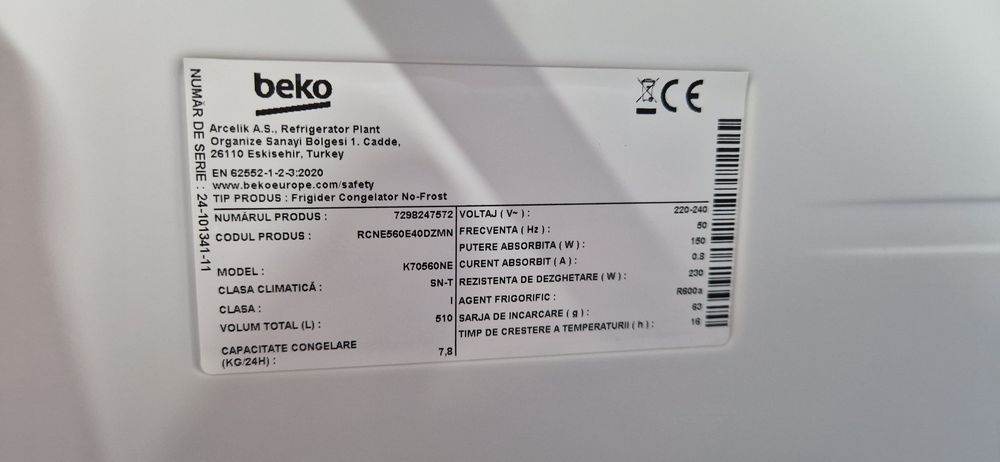 beko
CE
Arcelik A.S., Refrigerator Plant
Organize Sanayi Bolgesi 1. Cadde,
26110 Eskisehir, Turkey
EN 62552-1-2-3:2020
www.bekoeurope.com/safety
TIP PRODUS : Frigider Congelator No-Frost
NUMĂR DE SERIE : 24-101341-11
NUMĂRUL PRODUS : 7298247572
CODUL PRODUS : RCNE560E40DZMN
MODEL : K70560NE
CLASA CLIMATICĂ : SN-T
CLASA : I
VOLUM TOTAL (L) : 510
CAPACITATE CONGELARE
(KG/24H) : 7,8
VOLTAJ ( V~ ) : 220-240
FRECVENTA ( Hz ) : 50
PUTERE ABSORBITA ( W ) : 150
CURENT ABSORBIT ( A ) : 0.8
REZISTENTA DE DEZGHETARE ( W ) : 230
AGENT FRIGORIFIC : R600a
SARJA DE INCARCARE ( g ) : 63
TIMP DE CRESTERE A TEMPERATURII ( h ) : 16